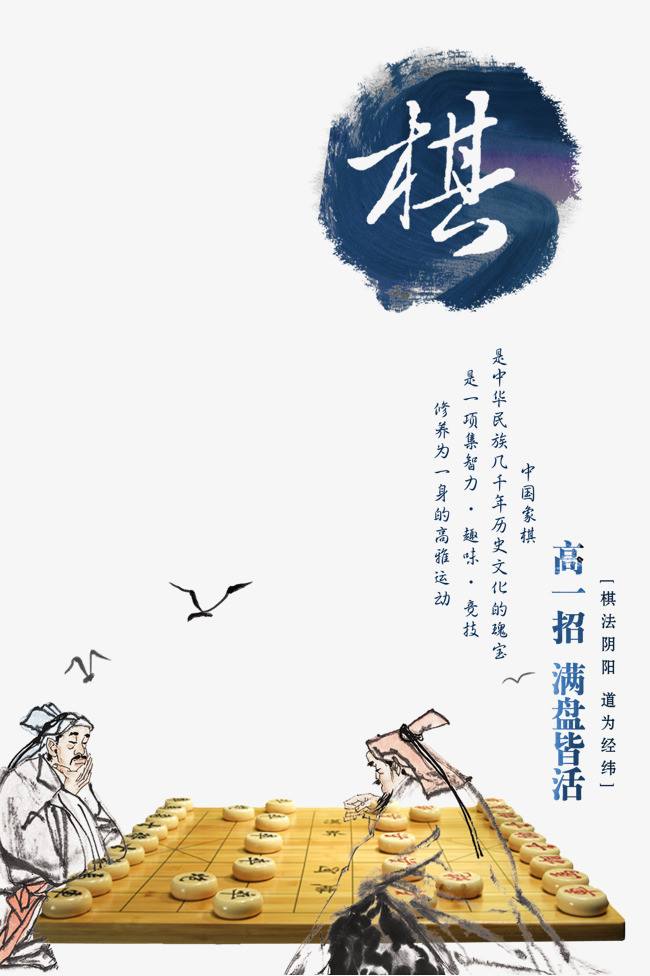 棋
[棋法阴阳 道为经纬]
高一招 满盘皆活
中国象棋
是中华民族几千年历史文化的瑰宝
是一项集智力·趣味·竞技
修养为一身的高雅运动